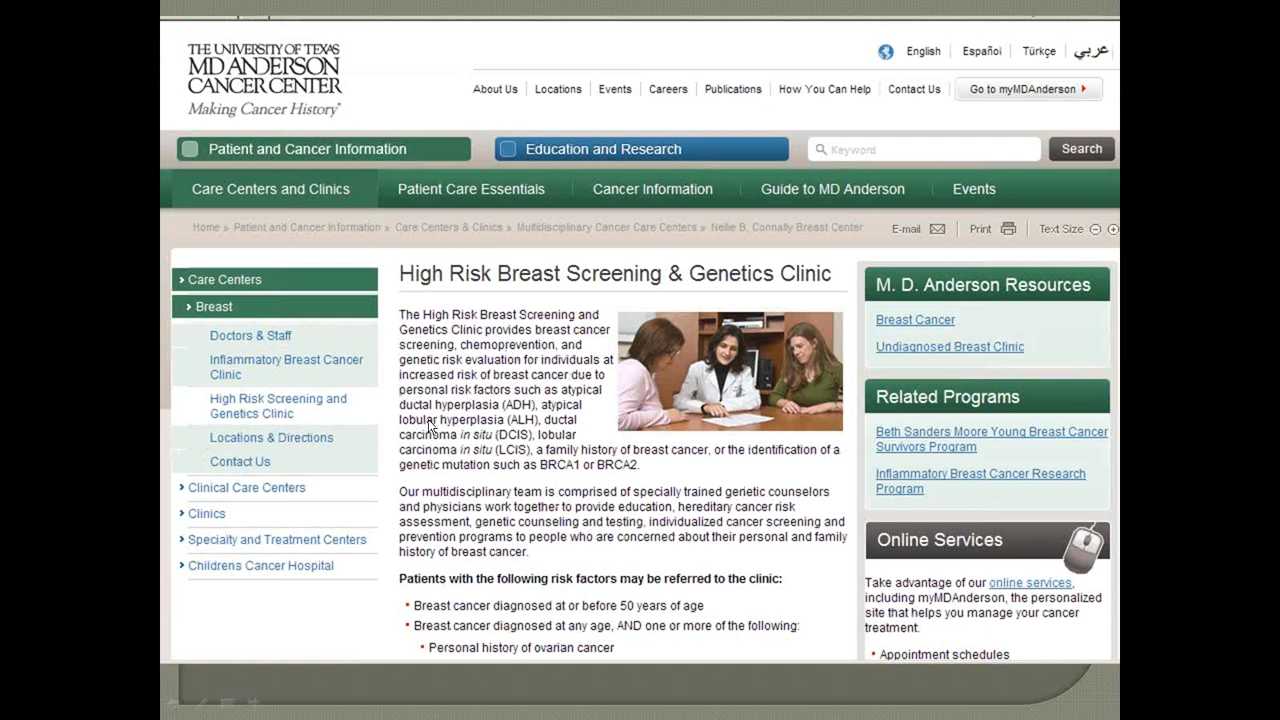 THE UNIVERSITY OF TEXAS
MD ANDERSON
CANCER CENTER
Making Cancer History®
English
Español
Türkçe
عربي
About Us
Locations
Events
Careers
Publications
How You Can Help
Contact Us
Go to myMDAnderson
Patient and Cancer Information
Education and Research
Keyword
Search
Care Centers and Clinics
Patient Care Essentials
Cancer Information
Guide to MD Anderson
Events
Home » Patient and Cancer Information » Care Centers & Clinics » Multidisciplinary Cancer Care Centers » Nellie B. Connally Breast Center
E-mail
Print
Text Size
Care Centers
Breast
Doctors & Staff
Inflammatory Breast Cancer
Clinic
High Risk Screening and
Genetics Clinic
Locations & Directions
Contact Us
Clinical Care Centers
Clinics
Specialty and Treatment Centers
Childrens Cancer Hospital
High Risk Breast Screening & Genetics Clinic
The High Risk Breast Screening and
Genetics Clinic provides breast cancer
screening, chemoprevention, and
genetic risk evaluation for individuals at
increased risk of breast cancer due to
personal risk factors such as atypical
ductal hyperplasia (ADH), atypical
lobular hyperplasia (ALH), ductal
carcinoma in situ (DCIS), lobular
carcinoma in situ (LCIS), a family history of breast cancer, or the identification of a
genetic mutation such as BRCA1 or BRCA2.
Our multidisciplinary team is comprised of specially trained genetic counselors
and physicians work together to provide education, hereditary cancer risk
assessment, genetic counseling and testing, individualized cancer screening and
prevention programs to people who are concerned about their personal and family
history of breast cancer.
Patients with the following risk factors may be referred to the clinic:
• Breast cancer diagnosed at or before 50 years of age
• Breast cancer diagnosed at any age, AND one or more of the following:
• Personal history of ovarian cancer
M. D. Anderson Resources
Breast Cancer
Undiagnosed Breast Clinic
Related Programs
Beth Sanders Moore Young Breast Cancer
Survivors Program
Inflammatory Breast Cancer Research
Program
Online Services
Take advantage of our online services,
including myMDAnderson, the personalized
site that helps you manage your cancer
treatment.
• Appointment schedules